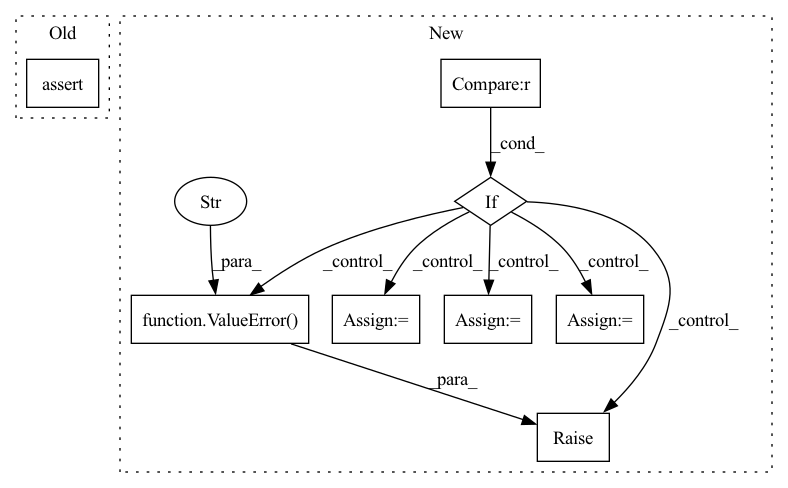 Old
New
assert
Compare:r
_cond_
Str
If
_para_
_control_
_control_
_control_
_control_
_control_
function.ValueError()
Assign:=
Assign:=
Assign:=
_para_
Raise